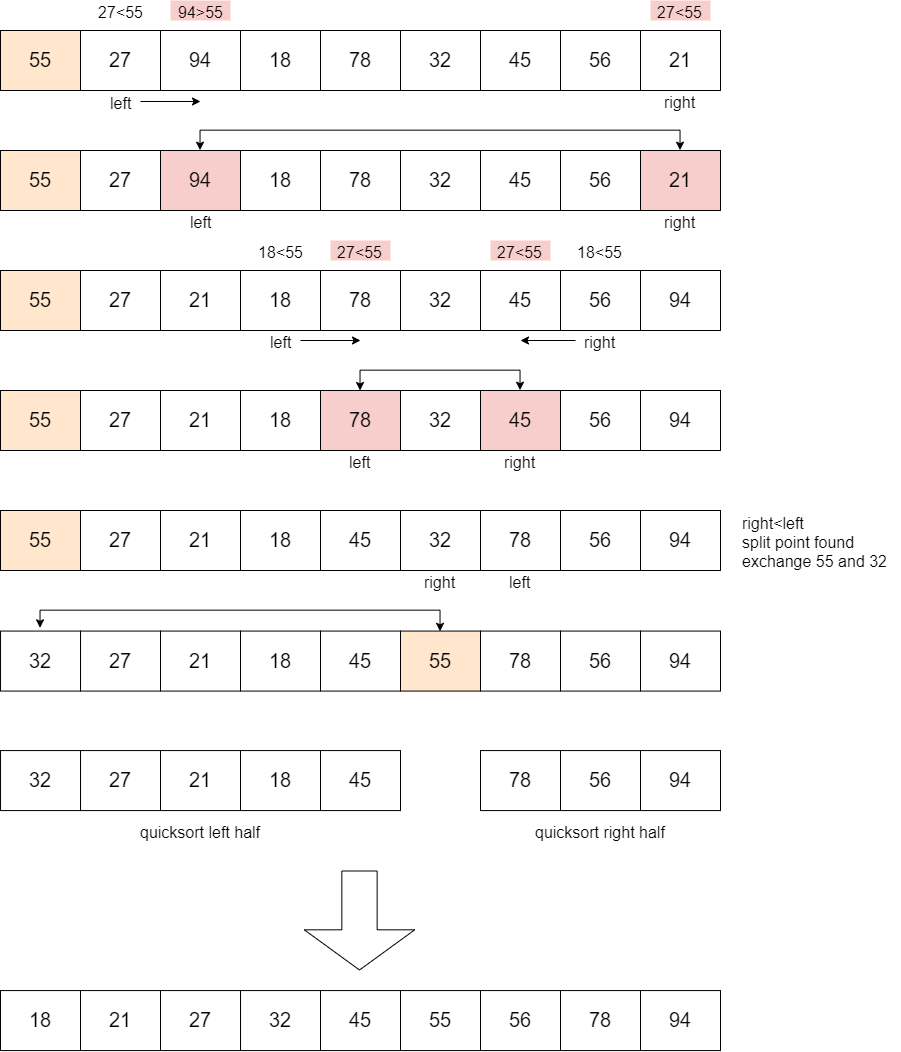 27<55 94>55 27<55
55 27 94 18 78 32 45 56 21
left right
55 27 94 18 78 32 45 56 21
left right
18<55 27<55 27<55 18<55
55 27 21 18 78 32 45 56 94
left right
55 27 21 18 78 32 45 56 94
left right
55 27 21 18 45 32 78 56 94
right<left
split point found
exchange 55 and 32
right left
32 27 21 18 45 55 78 56 94
32 27 21 18 45 78 56 94
quicksort left half quicksort right half
18 21 27 32 45 55 56 78 94